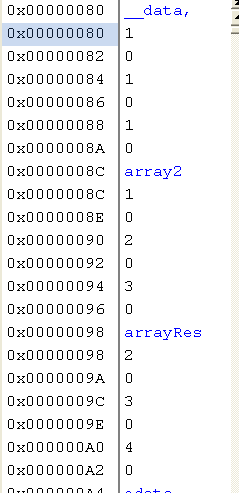 0x00000080 __data,
0x00000080 1
0x00000082 0
0x00000084 1
0x00000086 0
0x00000088 1
0x0000008A 0
0x0000008C array2
0x0000008C 1
0x0000008E 0
0x00000090 2
0x00000092 0
0x00000094 3
0x00000096 0
0x00000098 arrayRes
0x00000098 2
0x0000009A 0
0x0000009C 3
0x0000009E 0
0x000000A0 4
0x000000A2 0
0x000000A4